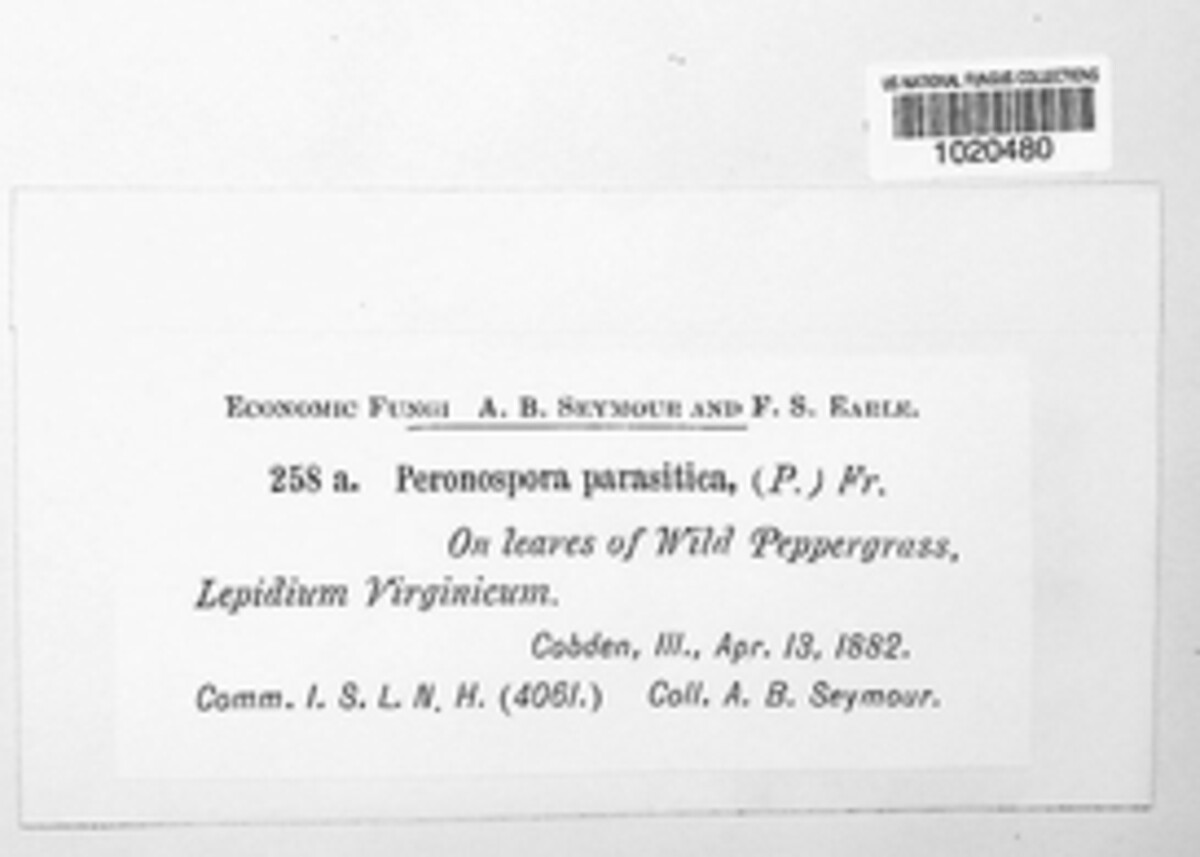 US NATIONAL FUNGUS COLLECTIONS
1020480
ECONOMIC FUNGI A. B. SEYMOUR AND F. S. EARLE.
258 a. Peronospora parasitica, (P.) Fr.
On leaves of Wild Peppergrass,
Lepidium Virginicum.
Cobden, Ill., Apr. 13, 1882.
Comm. I. S. L. N. H. (4061.) Coll. A. B. Seymour.